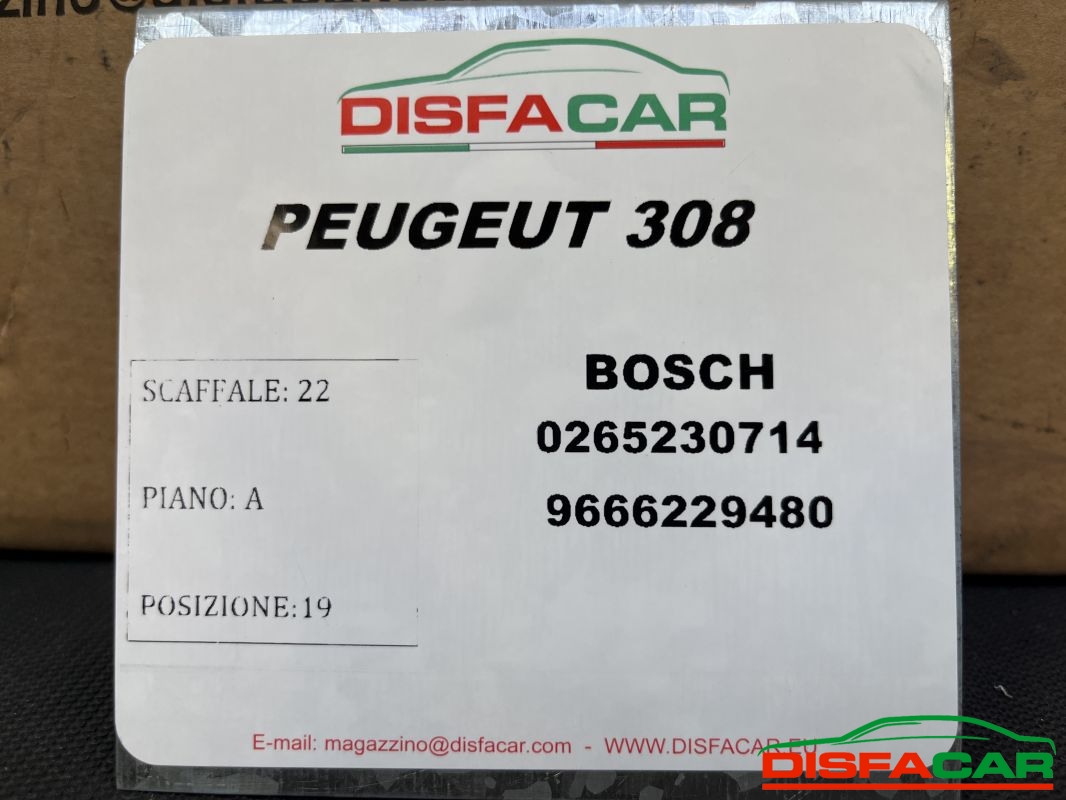 DISFACAR
PEUGEUT 308
SCAFFALE: 22
PIANO: A
POSIZIONE:19
BOSCH
0265230714
9666229480
E-mail: magazzino@disfacar.com - WWW.DISFACAR.EU
DISFACAR